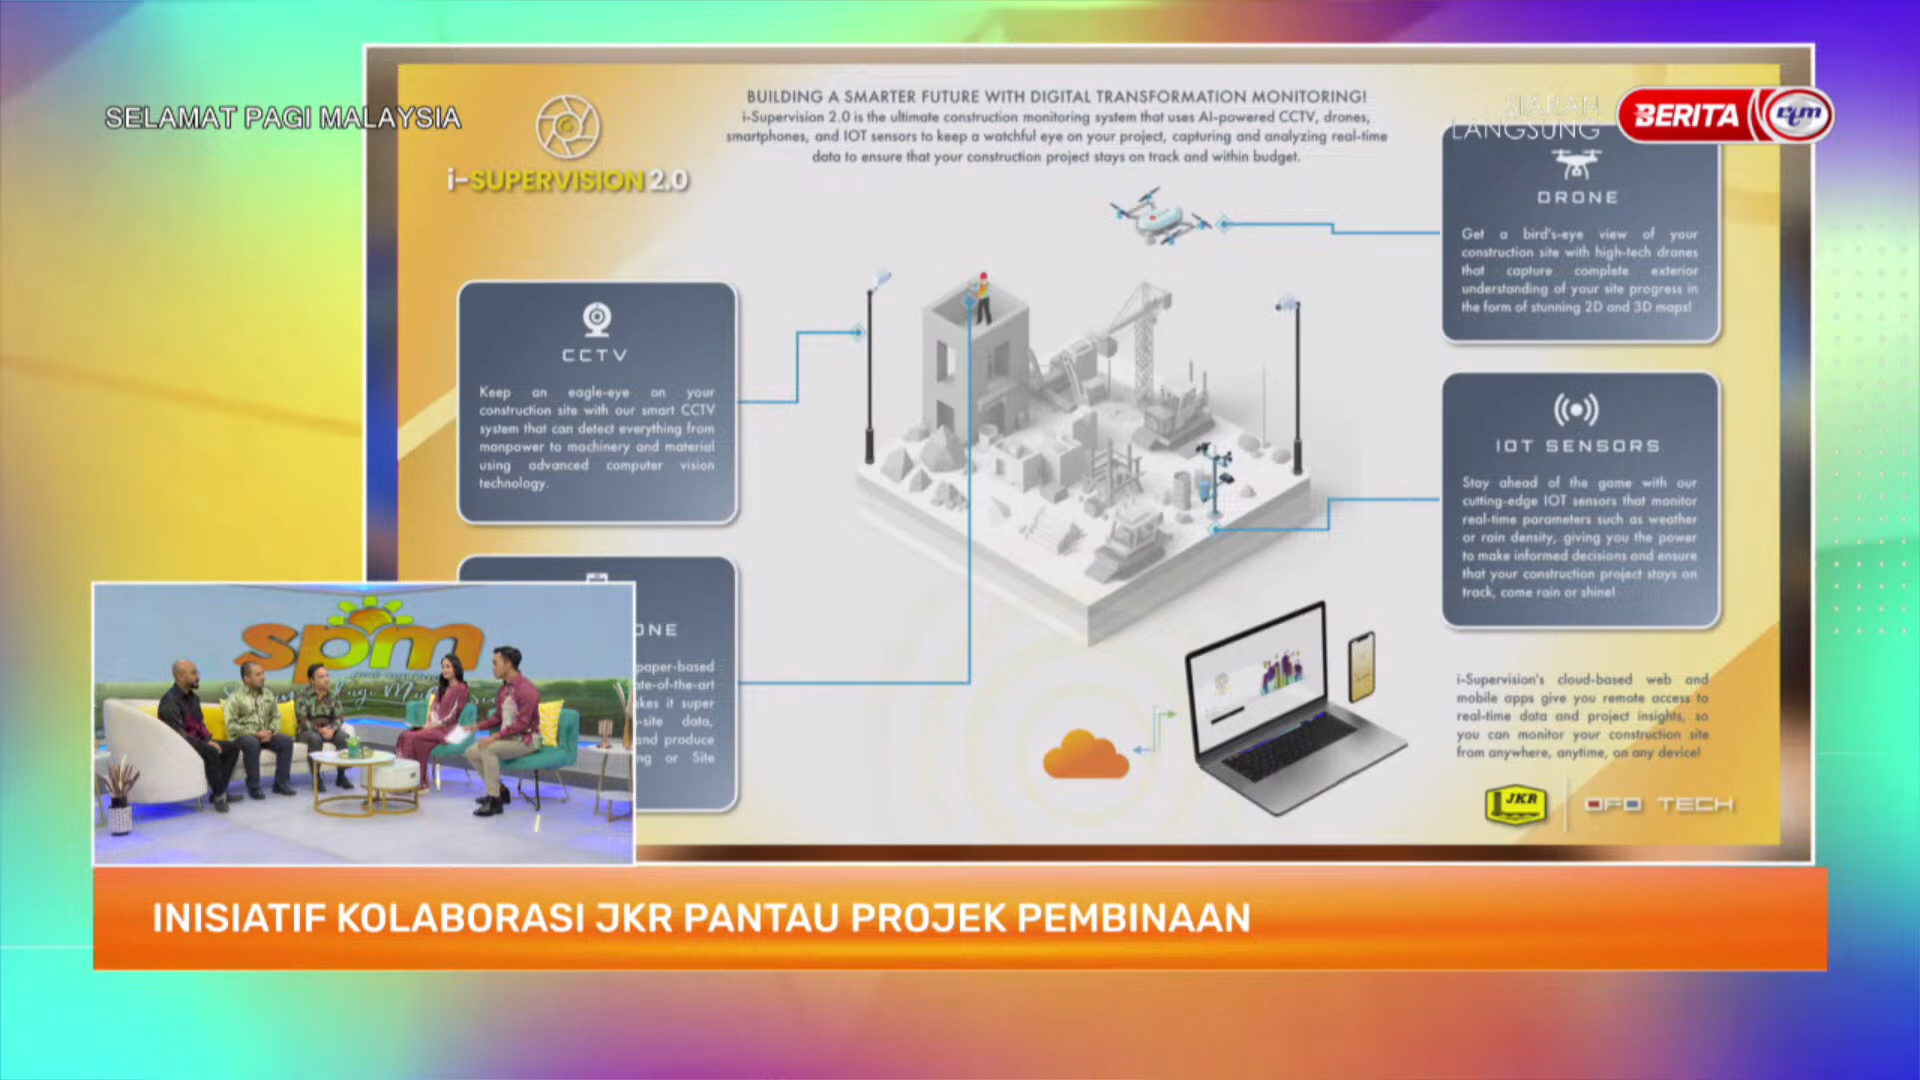 SELAMAT PAGI MALAYSIA
SIARAN
LANGSUNG
BERITA
rtm
i-SUPERVISION 2.0
BUILDING A SMARTER FUTURE WITH DIGITAL TRANSFORMATION MONITORING!
i-Supervision 2.0 is the ultimate construction monitoring system that uses AI-powered CCTV, drones,
smartphones, and IOT sensors to keep a watchful eye on your project, capturing and analyzing real-time
data to ensure that your construction project stays on track and within budget.
CCTV
Keep an eagle-eye on your
construction site with our smart CCTV
system that can detect everything from
manpower to machinery and material
using advanced computer vision
technology.
DRONE
Get a bird's-eye view of your
construction site with high-tech drones
that capture complete exterior
understanding of your site progress in
the form of stunning 2D and 3D maps!
IOT SENSORS
Stay ahead of the game with our
cutting-edge IOT sensors that monitor
real-time parameters such as weather
or rain density, giving you the power
to make informed decisions and ensure
that your construction project stays on
track, come rain or shine!
ONE
paper-based
ate-of-the-art
kes it super
-site data,
and produce
ng or Site
i-Supervision's cloud-based web and
mobile apps give you remote access to
real-time data and project insights, so
you can monitor your construction site
from anywhere, anytime, on any device!
JKR
OFO TECH
spm
INISIATIF KOLABORASI JKR PANTAU PROJEK PEMBINAAN